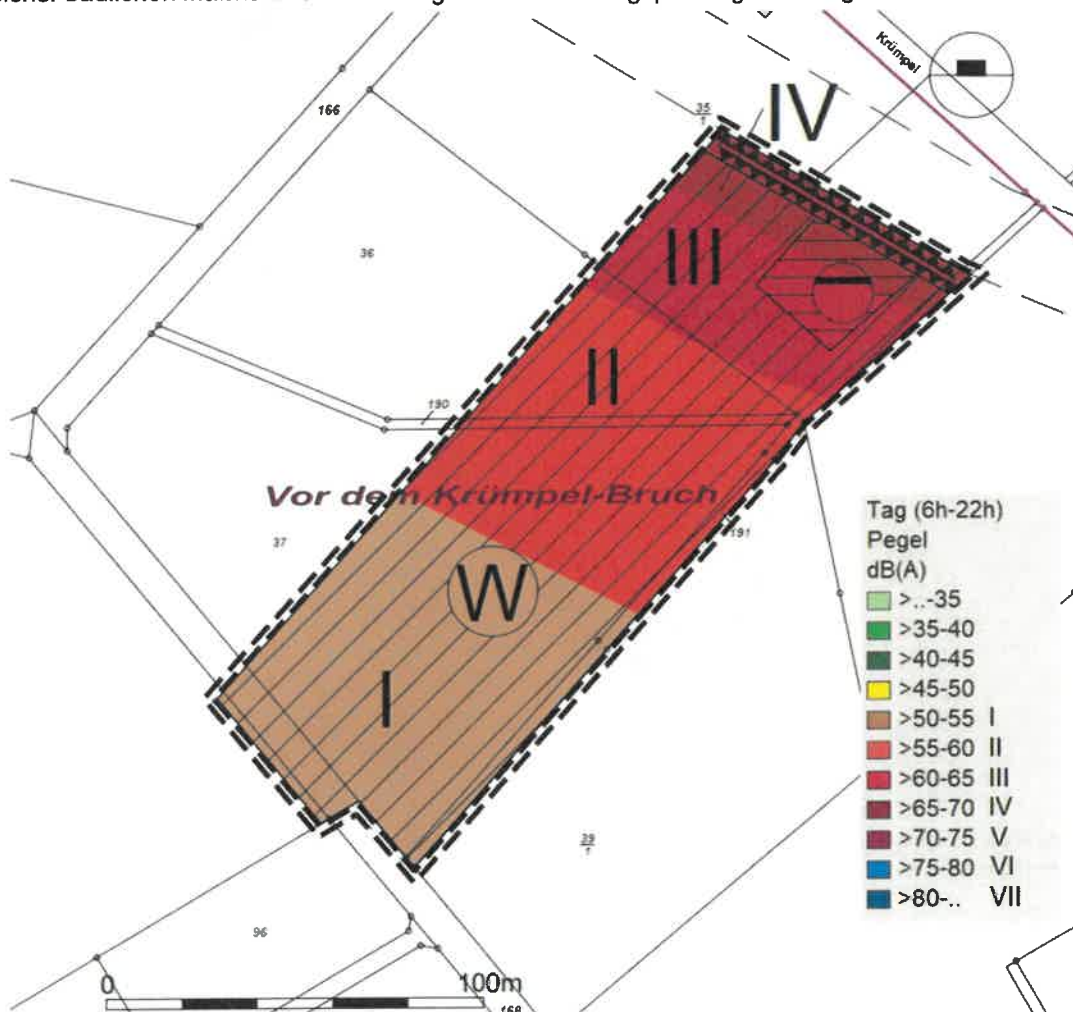 Krümpel
166
35
1
IV
36
III
II
190
Vor dem Krümpel-Bruch
37
191
W
I
39
1
96
0 100m
168
Tag (6h-22h)
Pegel
dB(A)
>..-35
>35-40
>40-45
>45-50
>50-55 I
>55-60 II
>60-65 III
>65-70 IV
>70-75 V
>75-80 VI
>80-.. VII